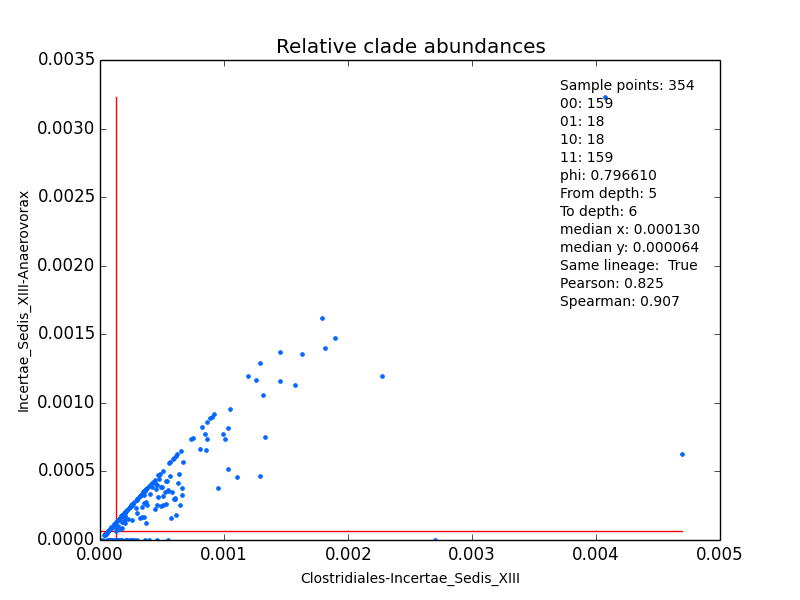 Relative clade abundances
0.0035
0.0030
0.0025
0.0020
0.0015
0.0010
0.0005
0.0000
Incertae_Sedis_XIII-Anaerovorax
Sample points: 354
00: 159
01: 18
10: 18
11: 159
phi: 0.796610
From depth: 5
To depth: 6
median x: 0.000130
median y: 0.000064
Same lineage:  True
Pearson: 0.825
Spearman: 0.907
0.000 0.001 0.002 0.003 0.004 0.005
Clostridiales-Incertae_Sedis_XIII